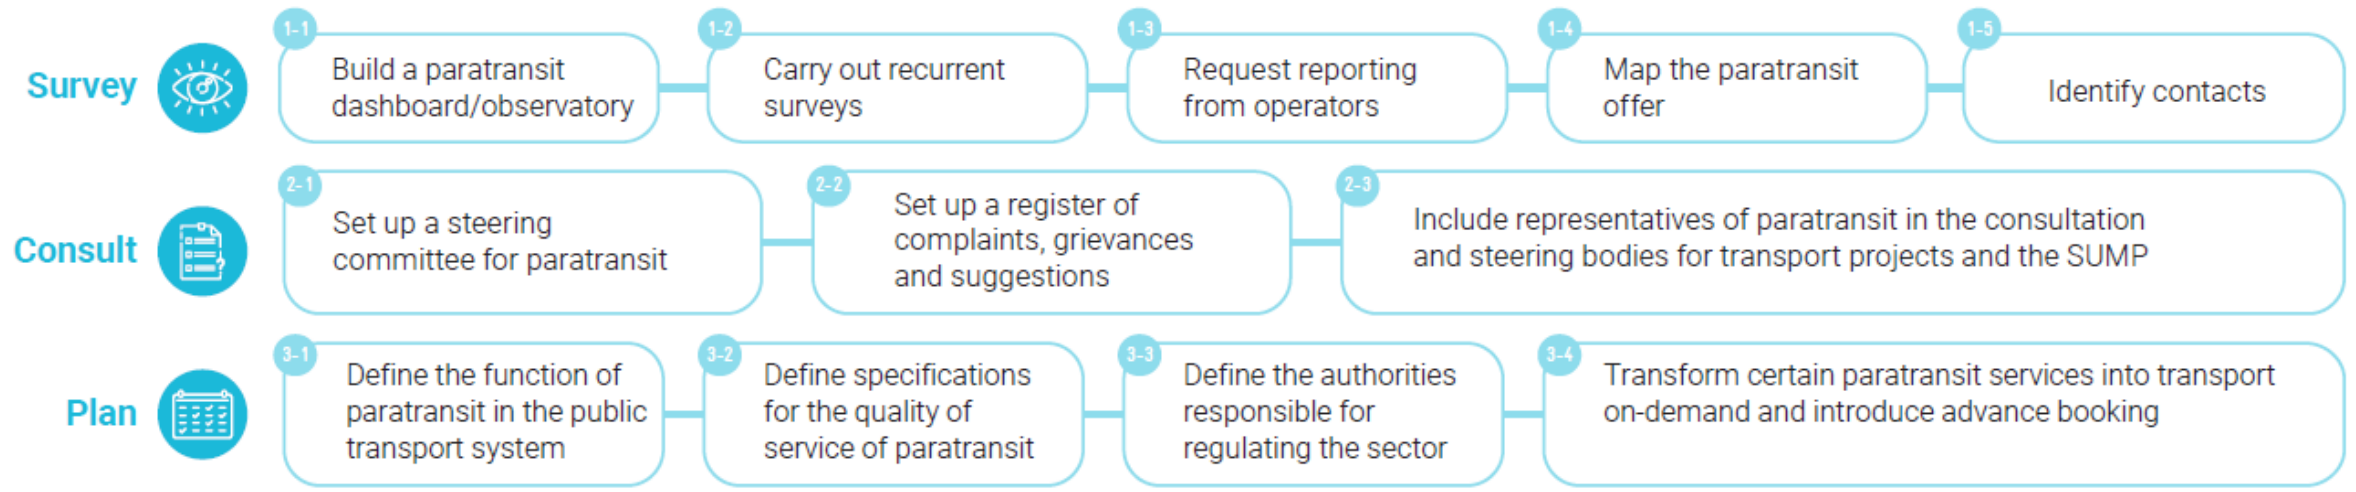 Survey
1-1
Build a paratransit
dashboard/observatory
1-2
Carry out recurrent
surveys
1-3
Request reporting
from operators
1-4
Map the paratransit
offer
1-5
Identify contacts
Consult
2-1
Set up a steering
committee for paratransit
2-2
Set up a register of
complaints, grievances
and suggestions
2-3
Include representatives of paratransit in the consultation
and steering bodies for transport projects and the SUMP
Plan
3-1
Define the function of
paratransit in the public
transport system
3-2
Define specifications
for the quality of
service of paratransit
3-3
Define the authorities
responsible for
regulating the sector
3-4
Transform certain paratransit services into transport
on-demand and introduce advance booking